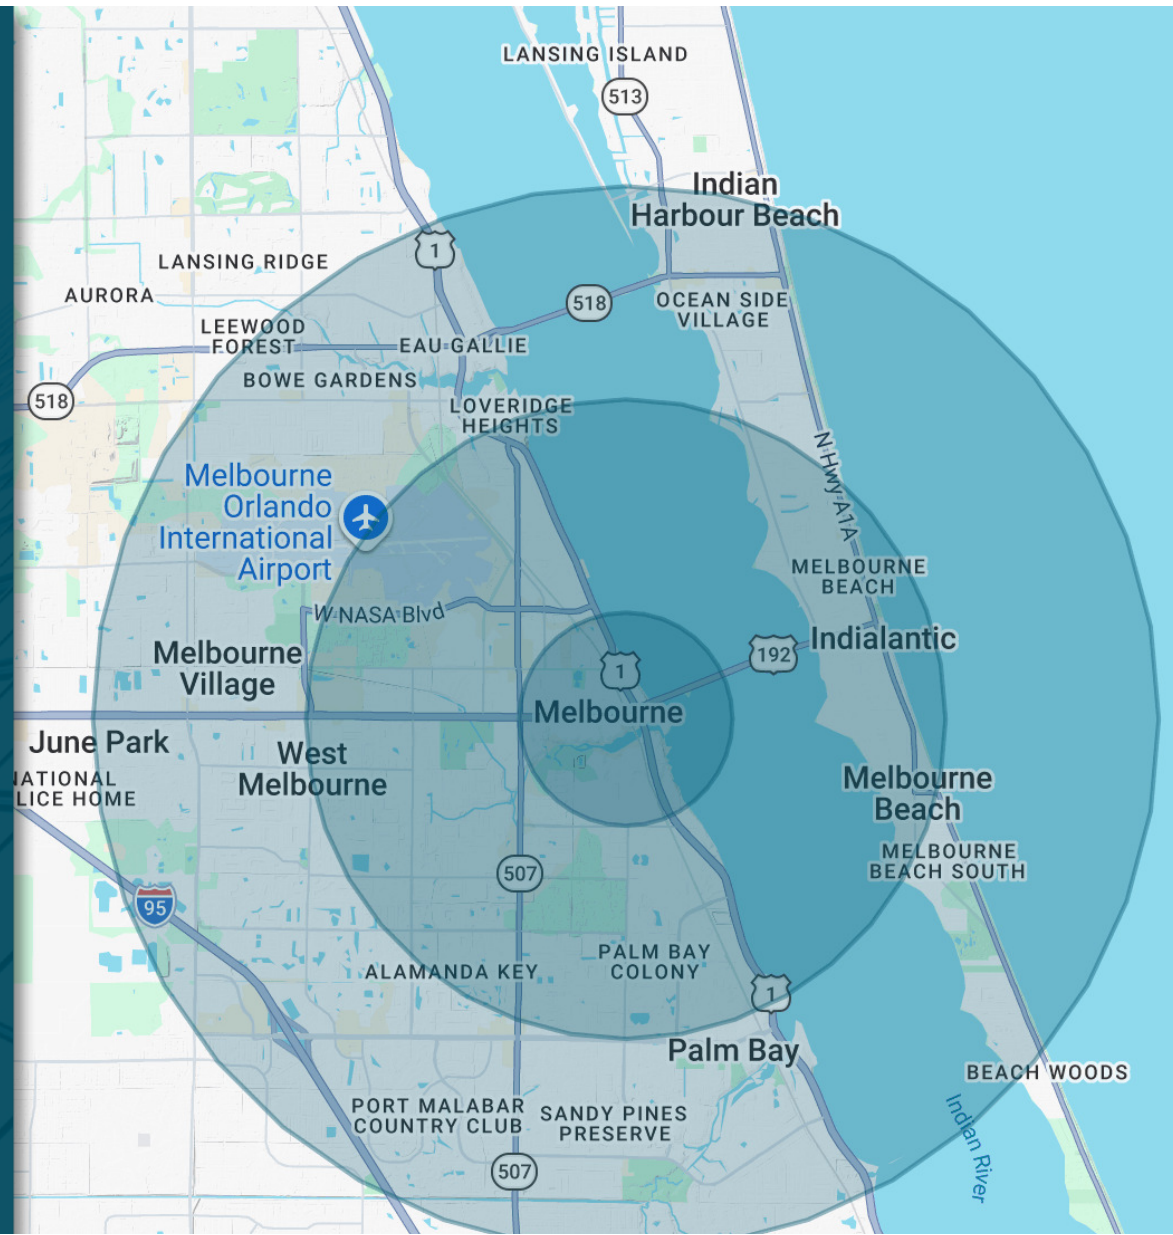 LANSING ISLAND
513
Indian
Harbour Beach
1
LANSING RIDGE
AURORA
518
OCEAN SIDE
VILLAGE
LEEWOOD
FOREST
EAU GALLIE
BOWE GARDENS
518
LOVERIDGE
HEIGHTS
N Hwy A1A
Melbourne
Orlando
International
Airport
MELBOURNE
BEACH
W NASA Blvd
Indialantic
192
Melbourne
Village
1
Melbourne
June Park
West
Melbourne
NATIONAL
LICE HOME
Melbourne
Beach
MELBOURNE
BEACH SOUTH
507
95
PALM BAY
COLONY
ALAMANDA KEY
1
Palm Bay
BEACH WOODS
PORT MALABAR
COUNTRY CLUB
SANDY PINES
PRESERVE
Indian River
507